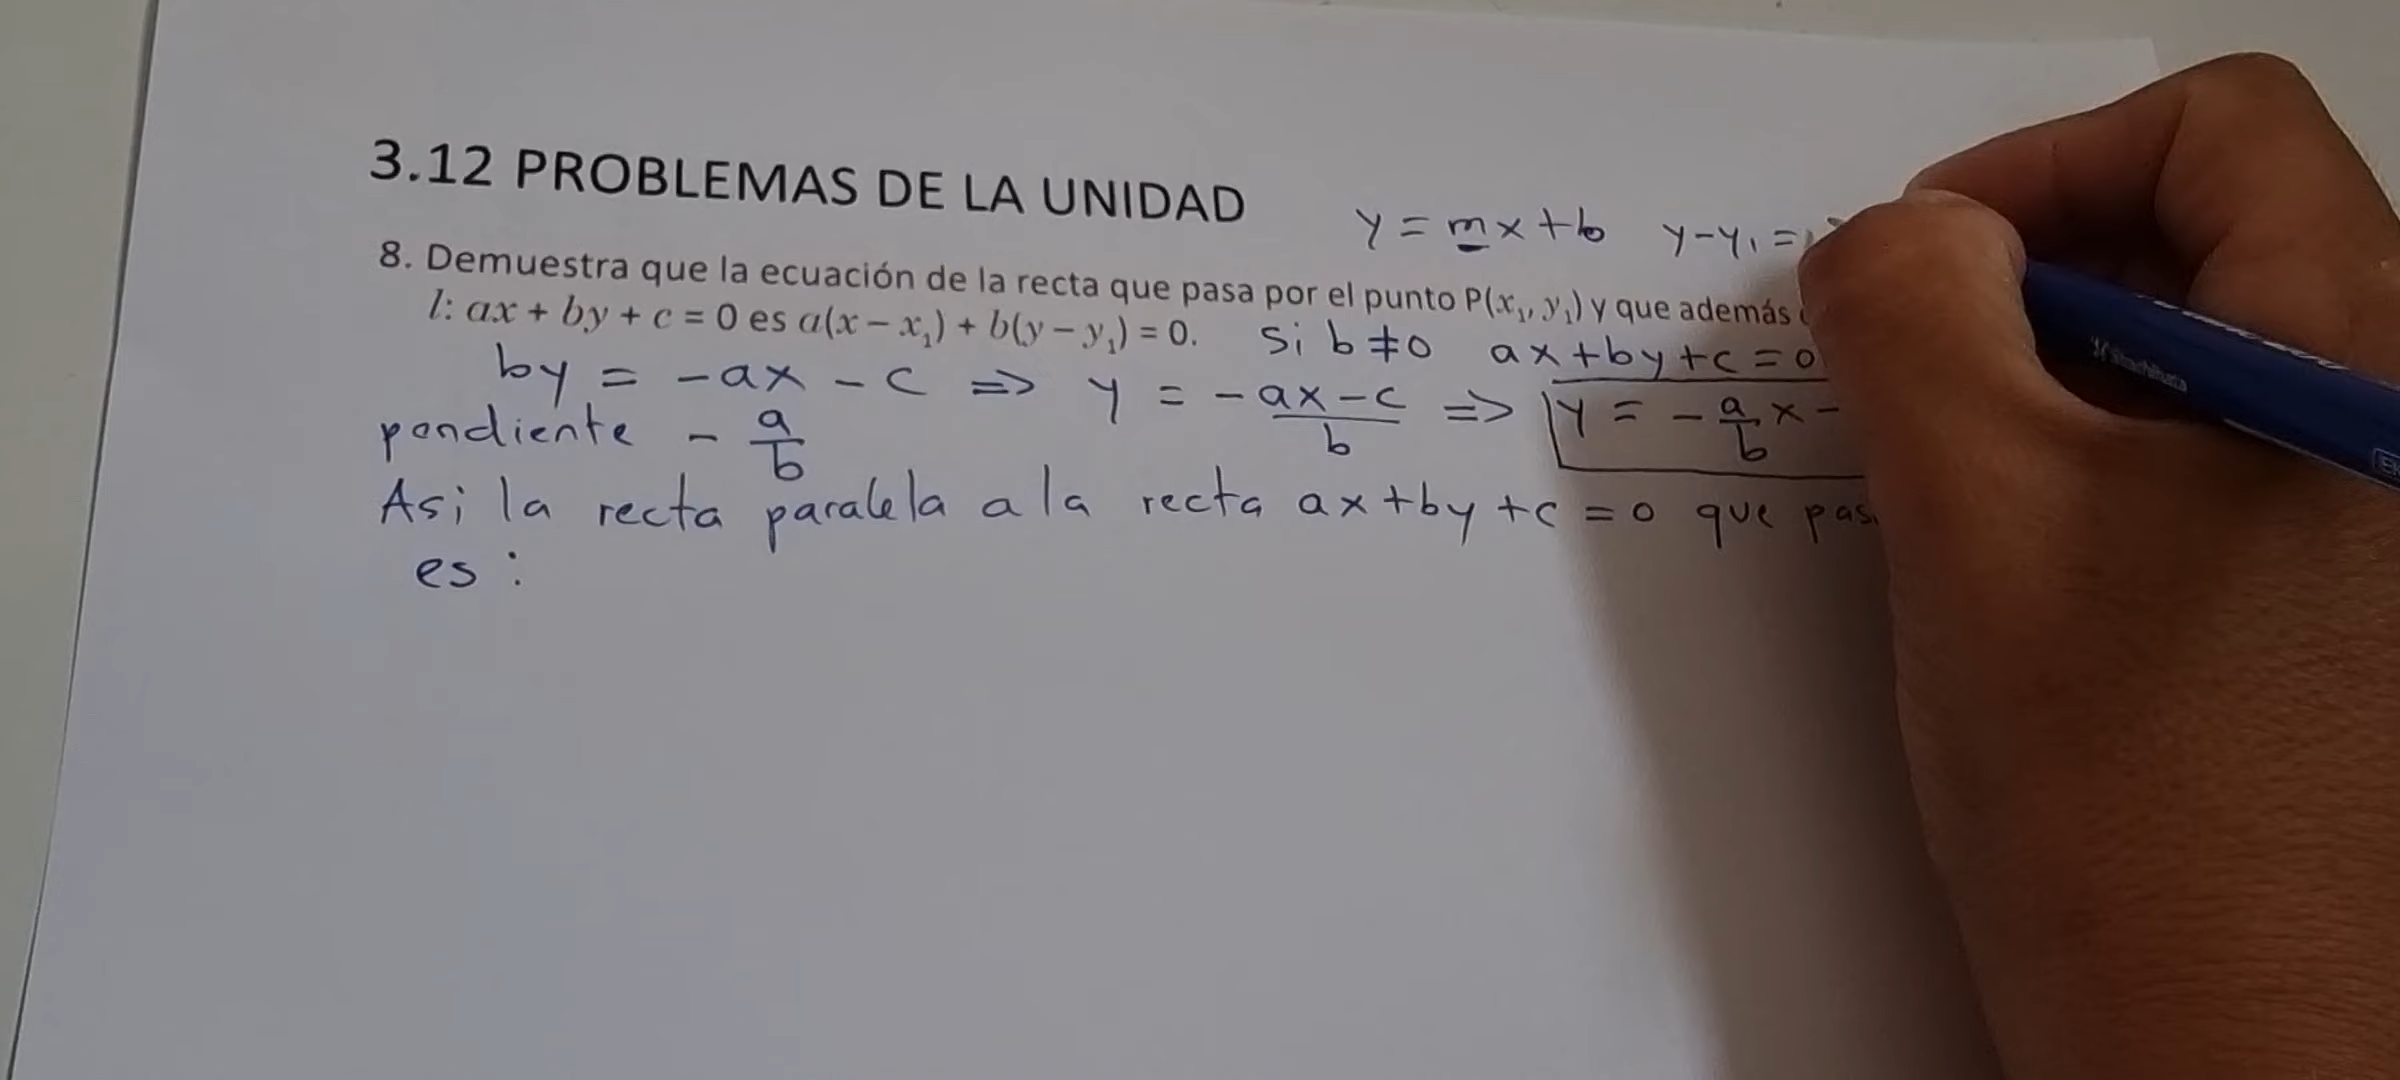 3.12 PROBLEMAS DE LA UNIDAD
y = mx + b y - y₁ =
8. Demuestra que la ecuación de la recta que pasa por el punto P(x₁, y₁) y que además
l: ax + by + c = 0 es a(x – x₁) + b(y – y₁) = 0. Si b ≠ 0 ax + by + c = 0
by = -ax - c => y = -ax-c/b => y = -a/b x -
pendiente - a/b
Asi la recta paralela a la recta ax + by + c = 0 que
es :